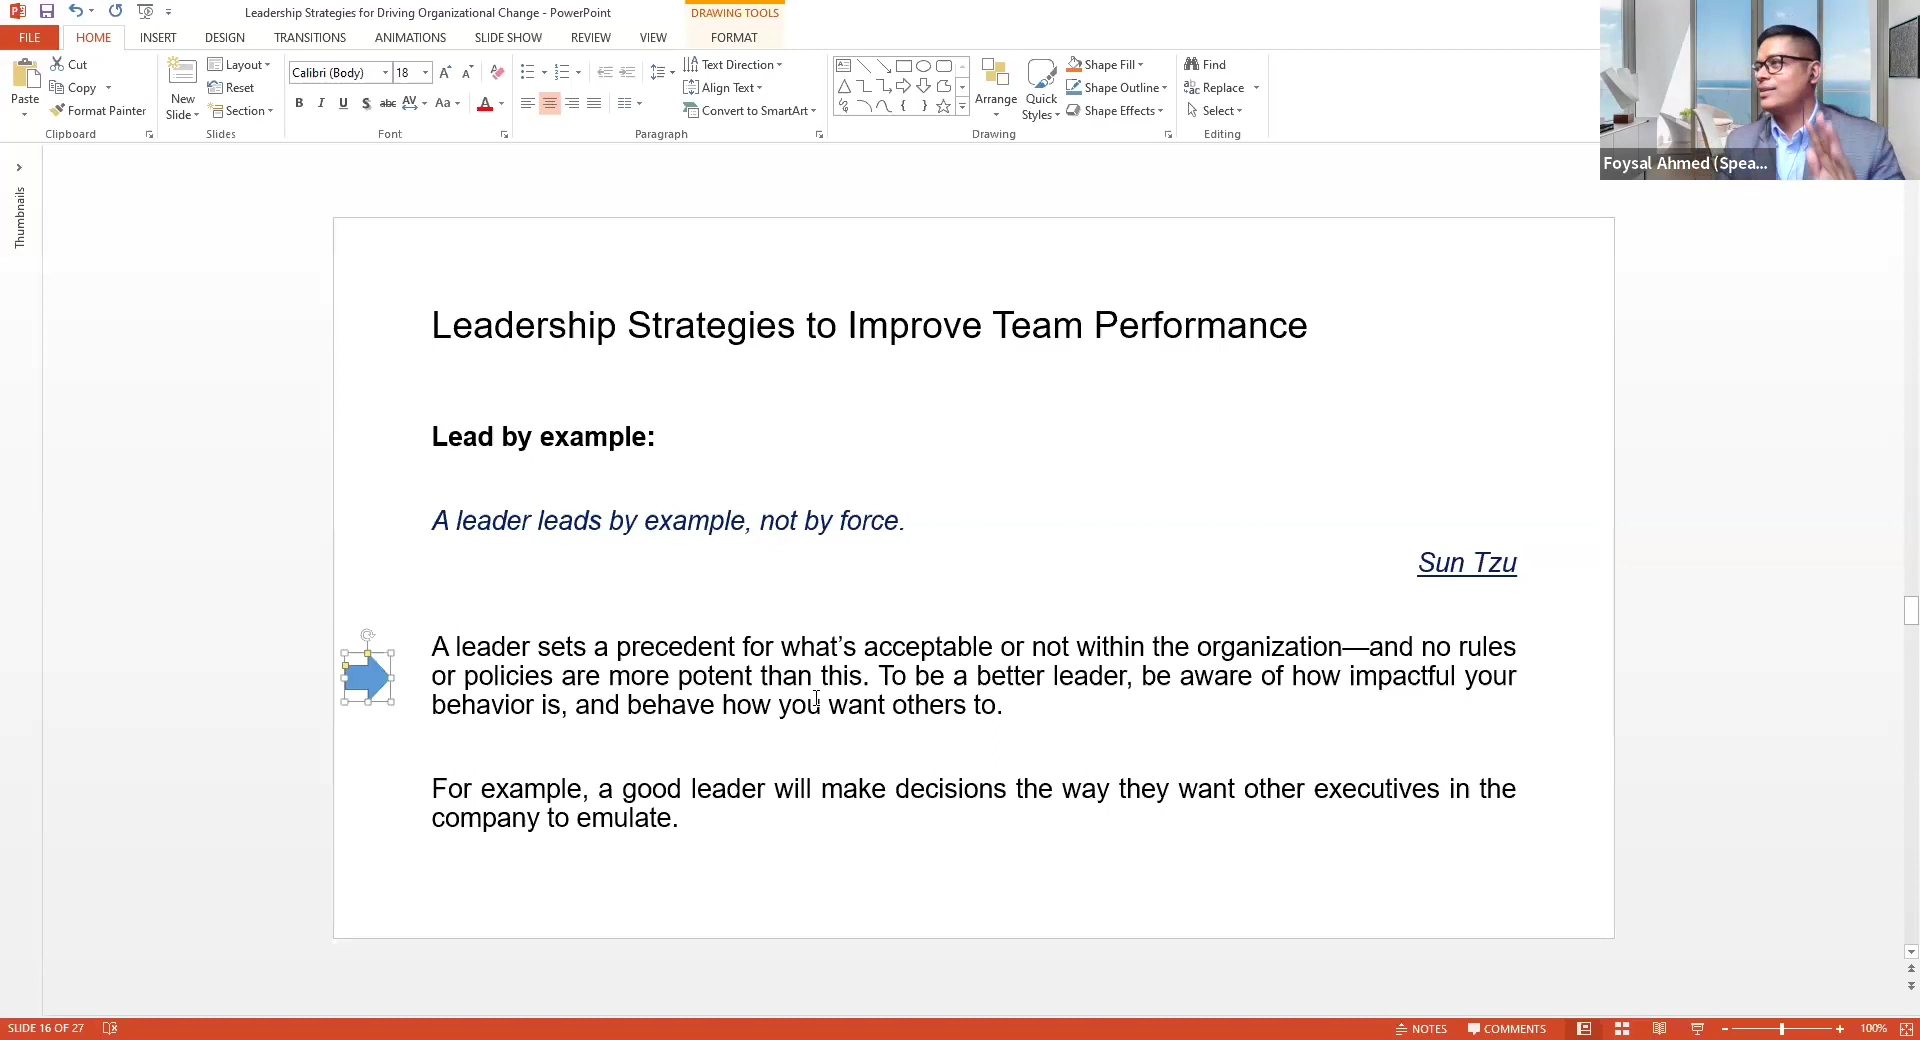 Leadership Strategies for Driving Organizational Change - PowerPoint
DRAWING TOOLS
FILE
HOME
INSERT
DESIGN
TRANSITIONS
ANIMATIONS
SLIDE SHOW
REVIEW
VIEW
FORMAT
Paste
Cut
Copy
Format Painter
Clipboard
New
Slide
Layout
Reset
Section
Slides
Calibri (Body)
18
B I U S abc AV Aa A
Font
Text Direction
Align Text
Convert to SmartArt
Paragraph
Arrange
Quick
Styles
Shape Fill
Shape Outline
Shape Effects
Drawing
Find
Replace
Select
Editing
Foysal Ahmed (Spea...
Thumbnails
Leadership Strategies to Improve Team Performance
Lead by example:
A leader leads by example, not by force.
Sun Tzu
A leader sets a precedent for what’s acceptable or not within the organization—and no rules
or policies are more potent than this. To be a better leader, be aware of how impactful your
behavior is, and behave how you want others to.
For example, a good leader will make decisions the way they want other executives in the
company to emulate.
SLIDE 16 OF 27
NOTES
COMMENTS
100%